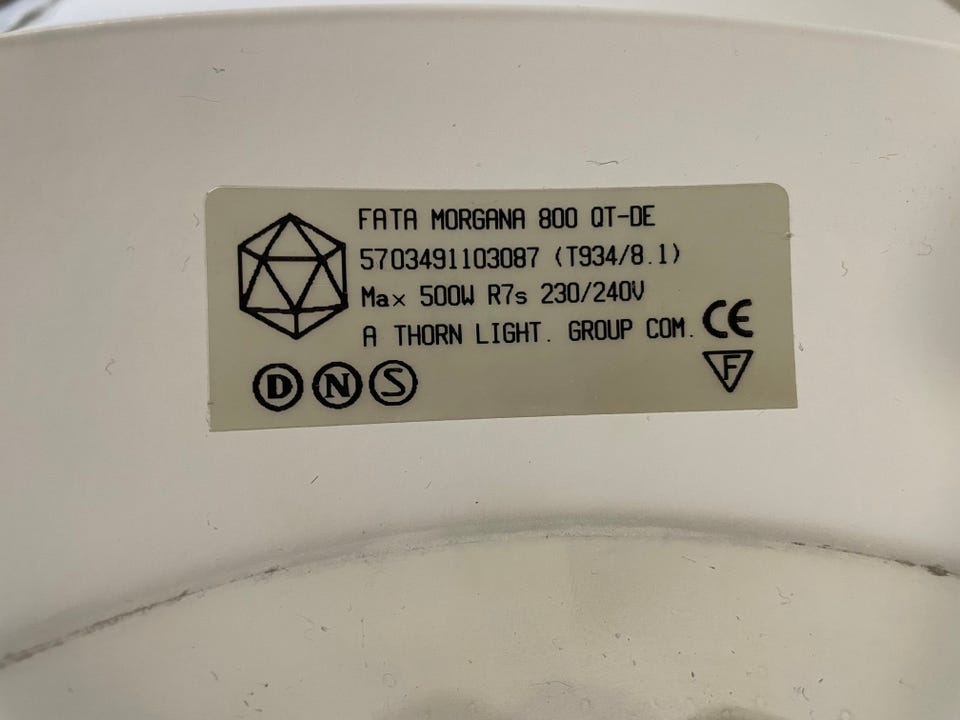 FATA MORGANA 800 QT-DE
5703491103087 (T934/8.1)
Max 500W R7s 230/240V
A THORN LIGHT. GROUP COM.
CE
D N S
F